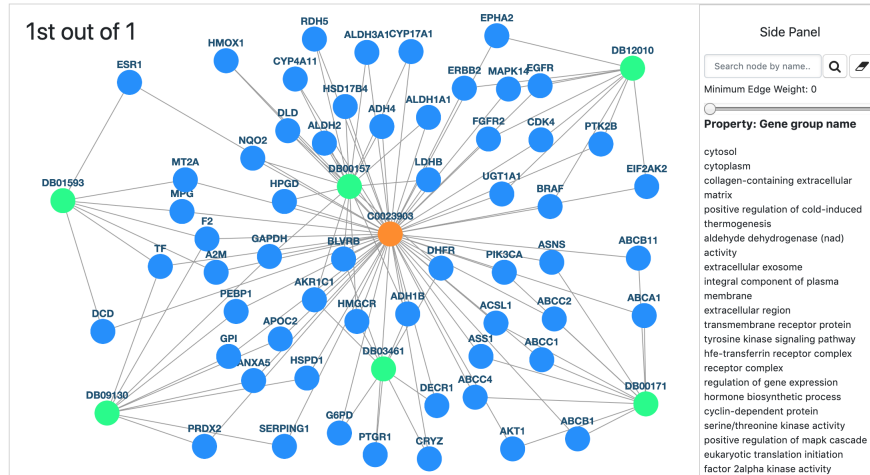 1st out of 1
RDH5
EPHA2
HMOX1
ALDH3A1
CYP17A1
DB12010
ESR1
CYP4A11
ERBB2
MAPK14
EGFR
HSD17B4
ALDH1A1
DLD
ALDH2
ADH4
FGFR2
CDK4
PTK2B
NQO2
MT2A
DB00157
LDHB
UGT1A1
EIF2AK2
DB01593
MPG
HPGD
BRAF
F2
C0023903
TF
A2M
GAPDH
BLVRB
DHFR
PIK3CA
ASNS
ABCB11
PEBP1
AKR1C1
HMGCR
ADH1B
ACSL1
ABCC2
ABCA1
DCD
APOC2
GPI
ANXA5
HSPD1
DB03461
ASS1
ABCC1
DB09130
DECR1
ABCC4
DB00171
PRDX2
SERPING1
G6PD
PTGR1
CRYZ
AKT1
ABCB1
Side Panel
Search node by name..
Minimum Edge Weight: 0
Property: Gene group name
cytosol
cytoplasm
collagen-containing extracellular
matrix
positive regulation of cold-induced
thermogenesis
aldehyde dehydrogenase (nad)
activity
extracellular exosome
integral component of plasma
membrane
extracellular region
transmembrane receptor protein
tyrosine kinase signaling pathway
hfe-transferrin receptor complex
receptor complex
regulation of gene expression
hormone biosynthetic process
cyclin-dependent protein
serine/threonine kinase activity
positive regulation of mapk cascade
eukaryotic translation initiation
factor 2alpha kinase activity